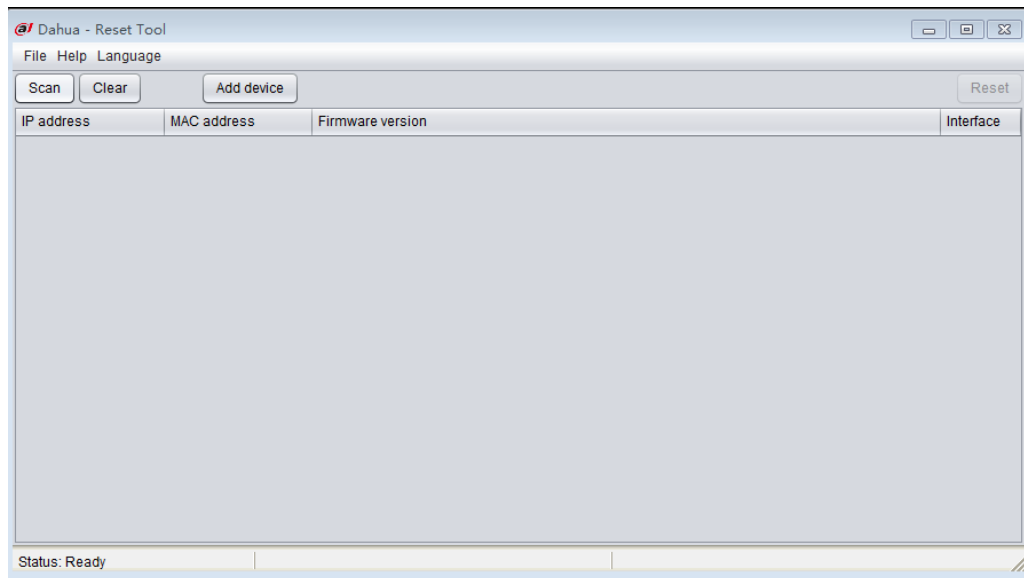 Dahua - Reset Tool
File Help Language
Scan Clear Add device Reset
IP address MAC address Firmware version Interface
Status: Ready